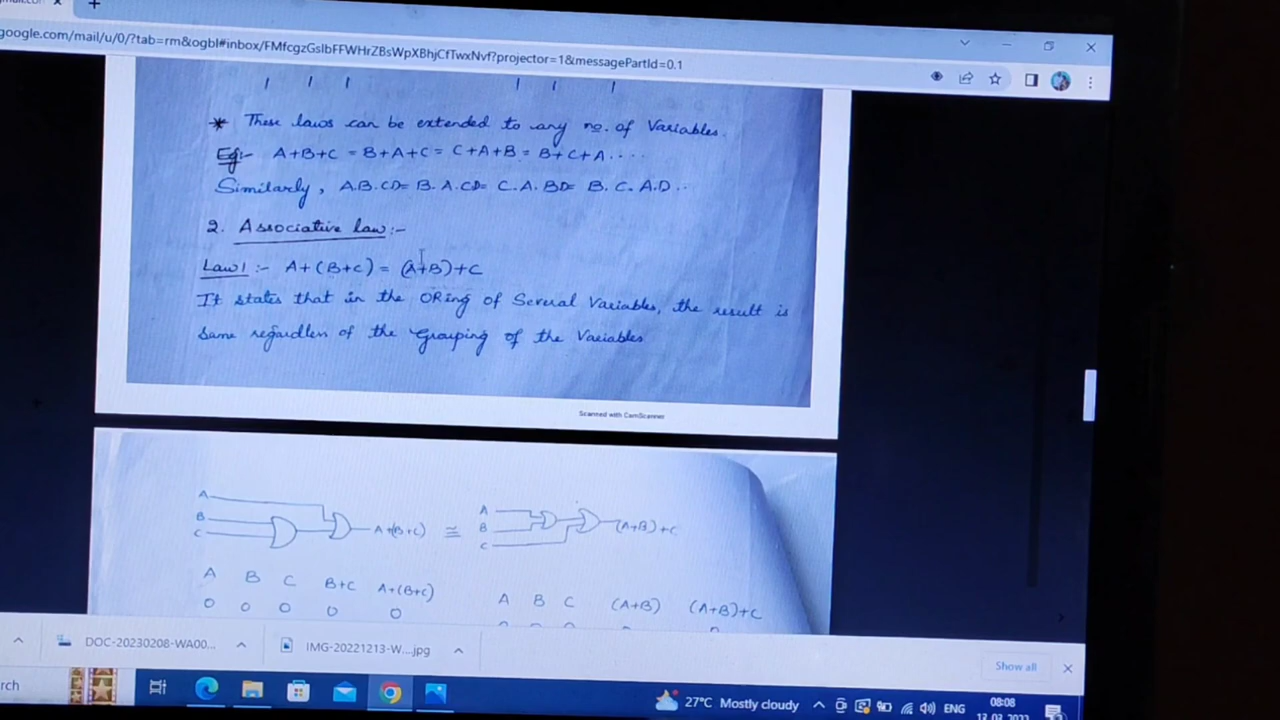 google.com/mail/u/0/?tab=rm&ogbl#inbox/FMfcgzGslbFFWHrZBsWpXBhjCfTwxNvf?projector=1&messagePartId=0.1
* These laws can be extended to any no. of Variables.
Eg:- A+B+C = B+A+C = C+A+B = B+C+A....
Similarly, A.B.CD= B.A.CD= C.A.BD= B.C.A.D..
2. Associative law:-
Law1:- A+(B+C) = (A+B)+C
It states that in the ORing of Several Variables, the result is
Same regardless of the Grouping of the Variables
Scanned with CamScanner
A
B
C
A+(B+C)
≅
A
B
C
(A+B)+C
A B C B+C A+(B+C)
0 0 0 0 0
A B C (A+B) (A+B)+C
DOC-20230208-WA00...
IMG-20221213-W....jpg
Show all
rch
27°C Mostly cloudy
ENG
08:08